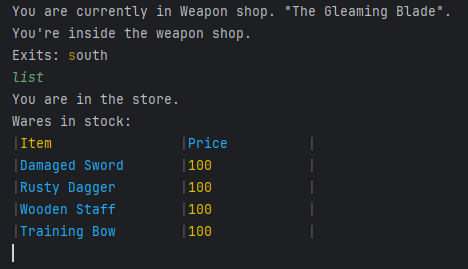 You are currently in Weapon shop. "The Gleaming Blade".
You're inside the weapon shop.
Exits: south
list
You are in the store.
Wares in stock:
|Item |Price |
|Damaged Sword |100 |
|Rusty Dagger |100 |
|Wooden Staff |100 |
|Training Bow |100 |